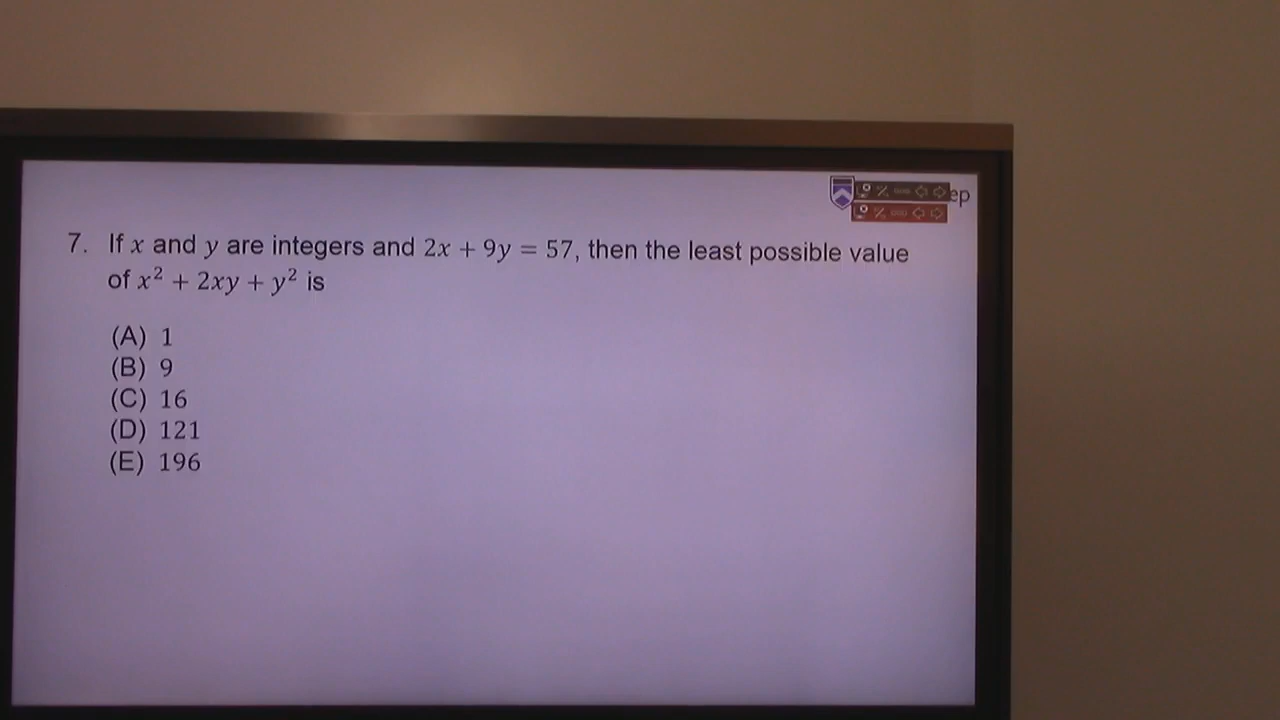 ep
7. If x and y are integers and 2x + 9y = 57, then the least possible value
of x² + 2xy + y² is
(A) 1
(B) 9
(C) 16
(D) 121
(E) 196